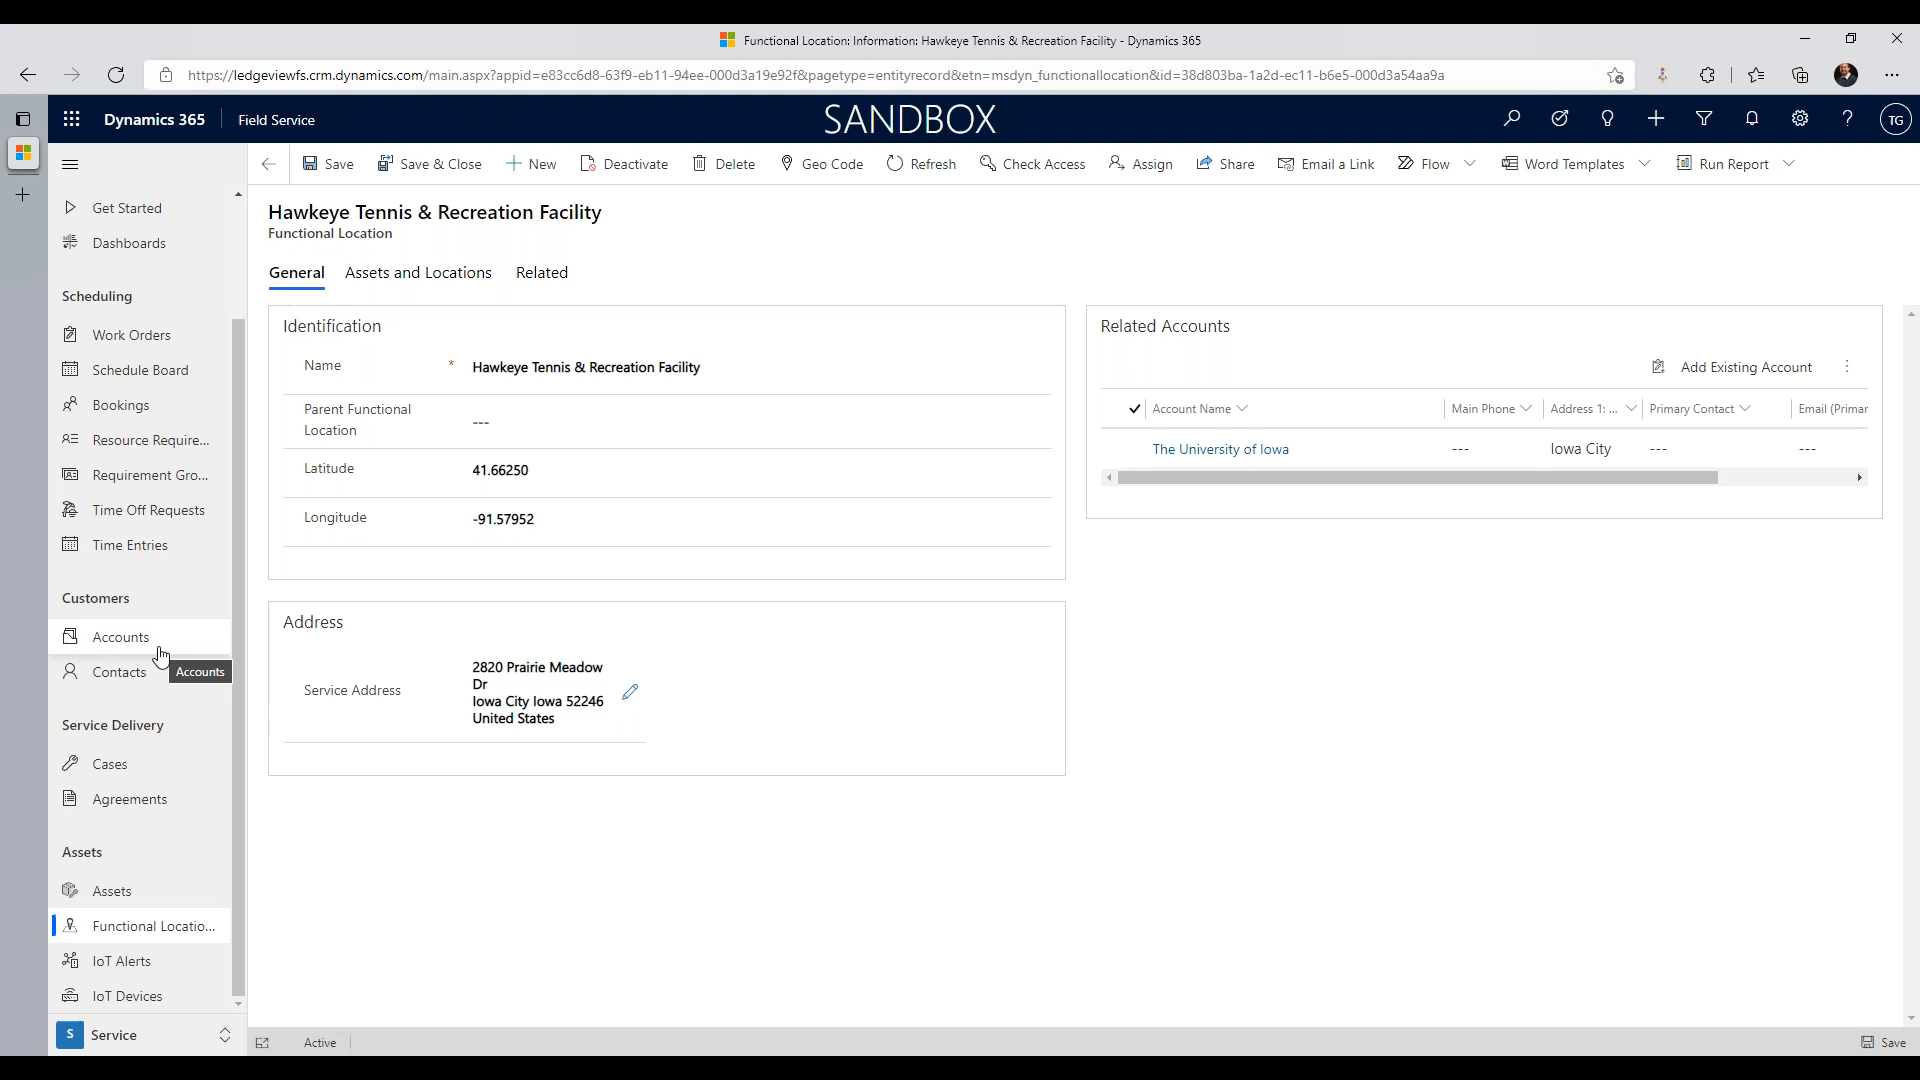 Functional Location: Information: Hawkeye Tennis & Recreation Facility - Dynamics 365
https://ledgeviewfs.crm.dynamics.com/main.aspx?appid=e83cc6d8-63f9-eb11-94ee-000d3a19e92f&pagetype=entityrecord&etn=msdyn_functionallocation&id=38d803ba-1a2d-ec11-b6e5-000d3a54aa9a
Dynamics 365
Field Service
SANDBOX
TG
Save
Save & Close
New
Deactivate
Delete
Geo Code
Refresh
Check Access
Assign
Share
Email a Link
Flow
Word Templates
Run Report
Get Started
Dashboards
Scheduling
Work Orders
Schedule Board
Bookings
Resource Require...
Requirement Gro...
Time Off Requests
Time Entries
Customers
Accounts
Contacts
Accounts
Service Delivery
Cases
Agreements
Assets
Assets
Functional Locatio...
IoT Alerts
IoT Devices
S
Service
Hawkeye Tennis & Recreation Facility
Functional Location
General
Assets and Locations
Related
Identification
Name * Hawkeye Tennis & Recreation Facility
Parent Functional
Location
---
Latitude 41.66250
Longitude -91.57952
Address
Service Address
2820 Prairie Meadow
Dr
Iowa City Iowa 52246
United States
Related Accounts
Add Existing Account
Account Name Main Phone Address 1: ... Primary Contact Email (Primar
The University of Iowa --- Iowa City --- ---
Active
Save